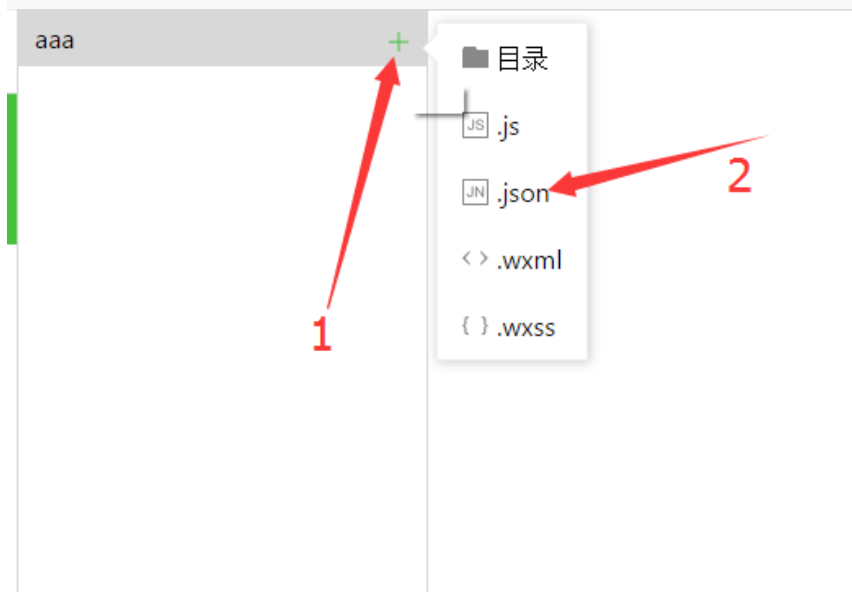 aaa
+
目录
JS .js
JN .json
<> .wxml
{ } .wxss
1
2